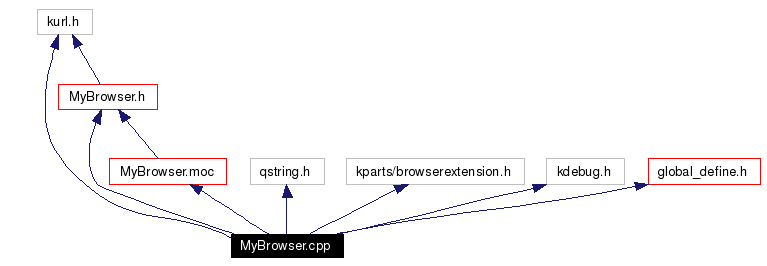 kurl.h
MyBrowser.h
MyBrowser.moc
qstring.h
kparts/browserextension.h
kdebug.h
global_define.h
MyBrowser.cpp